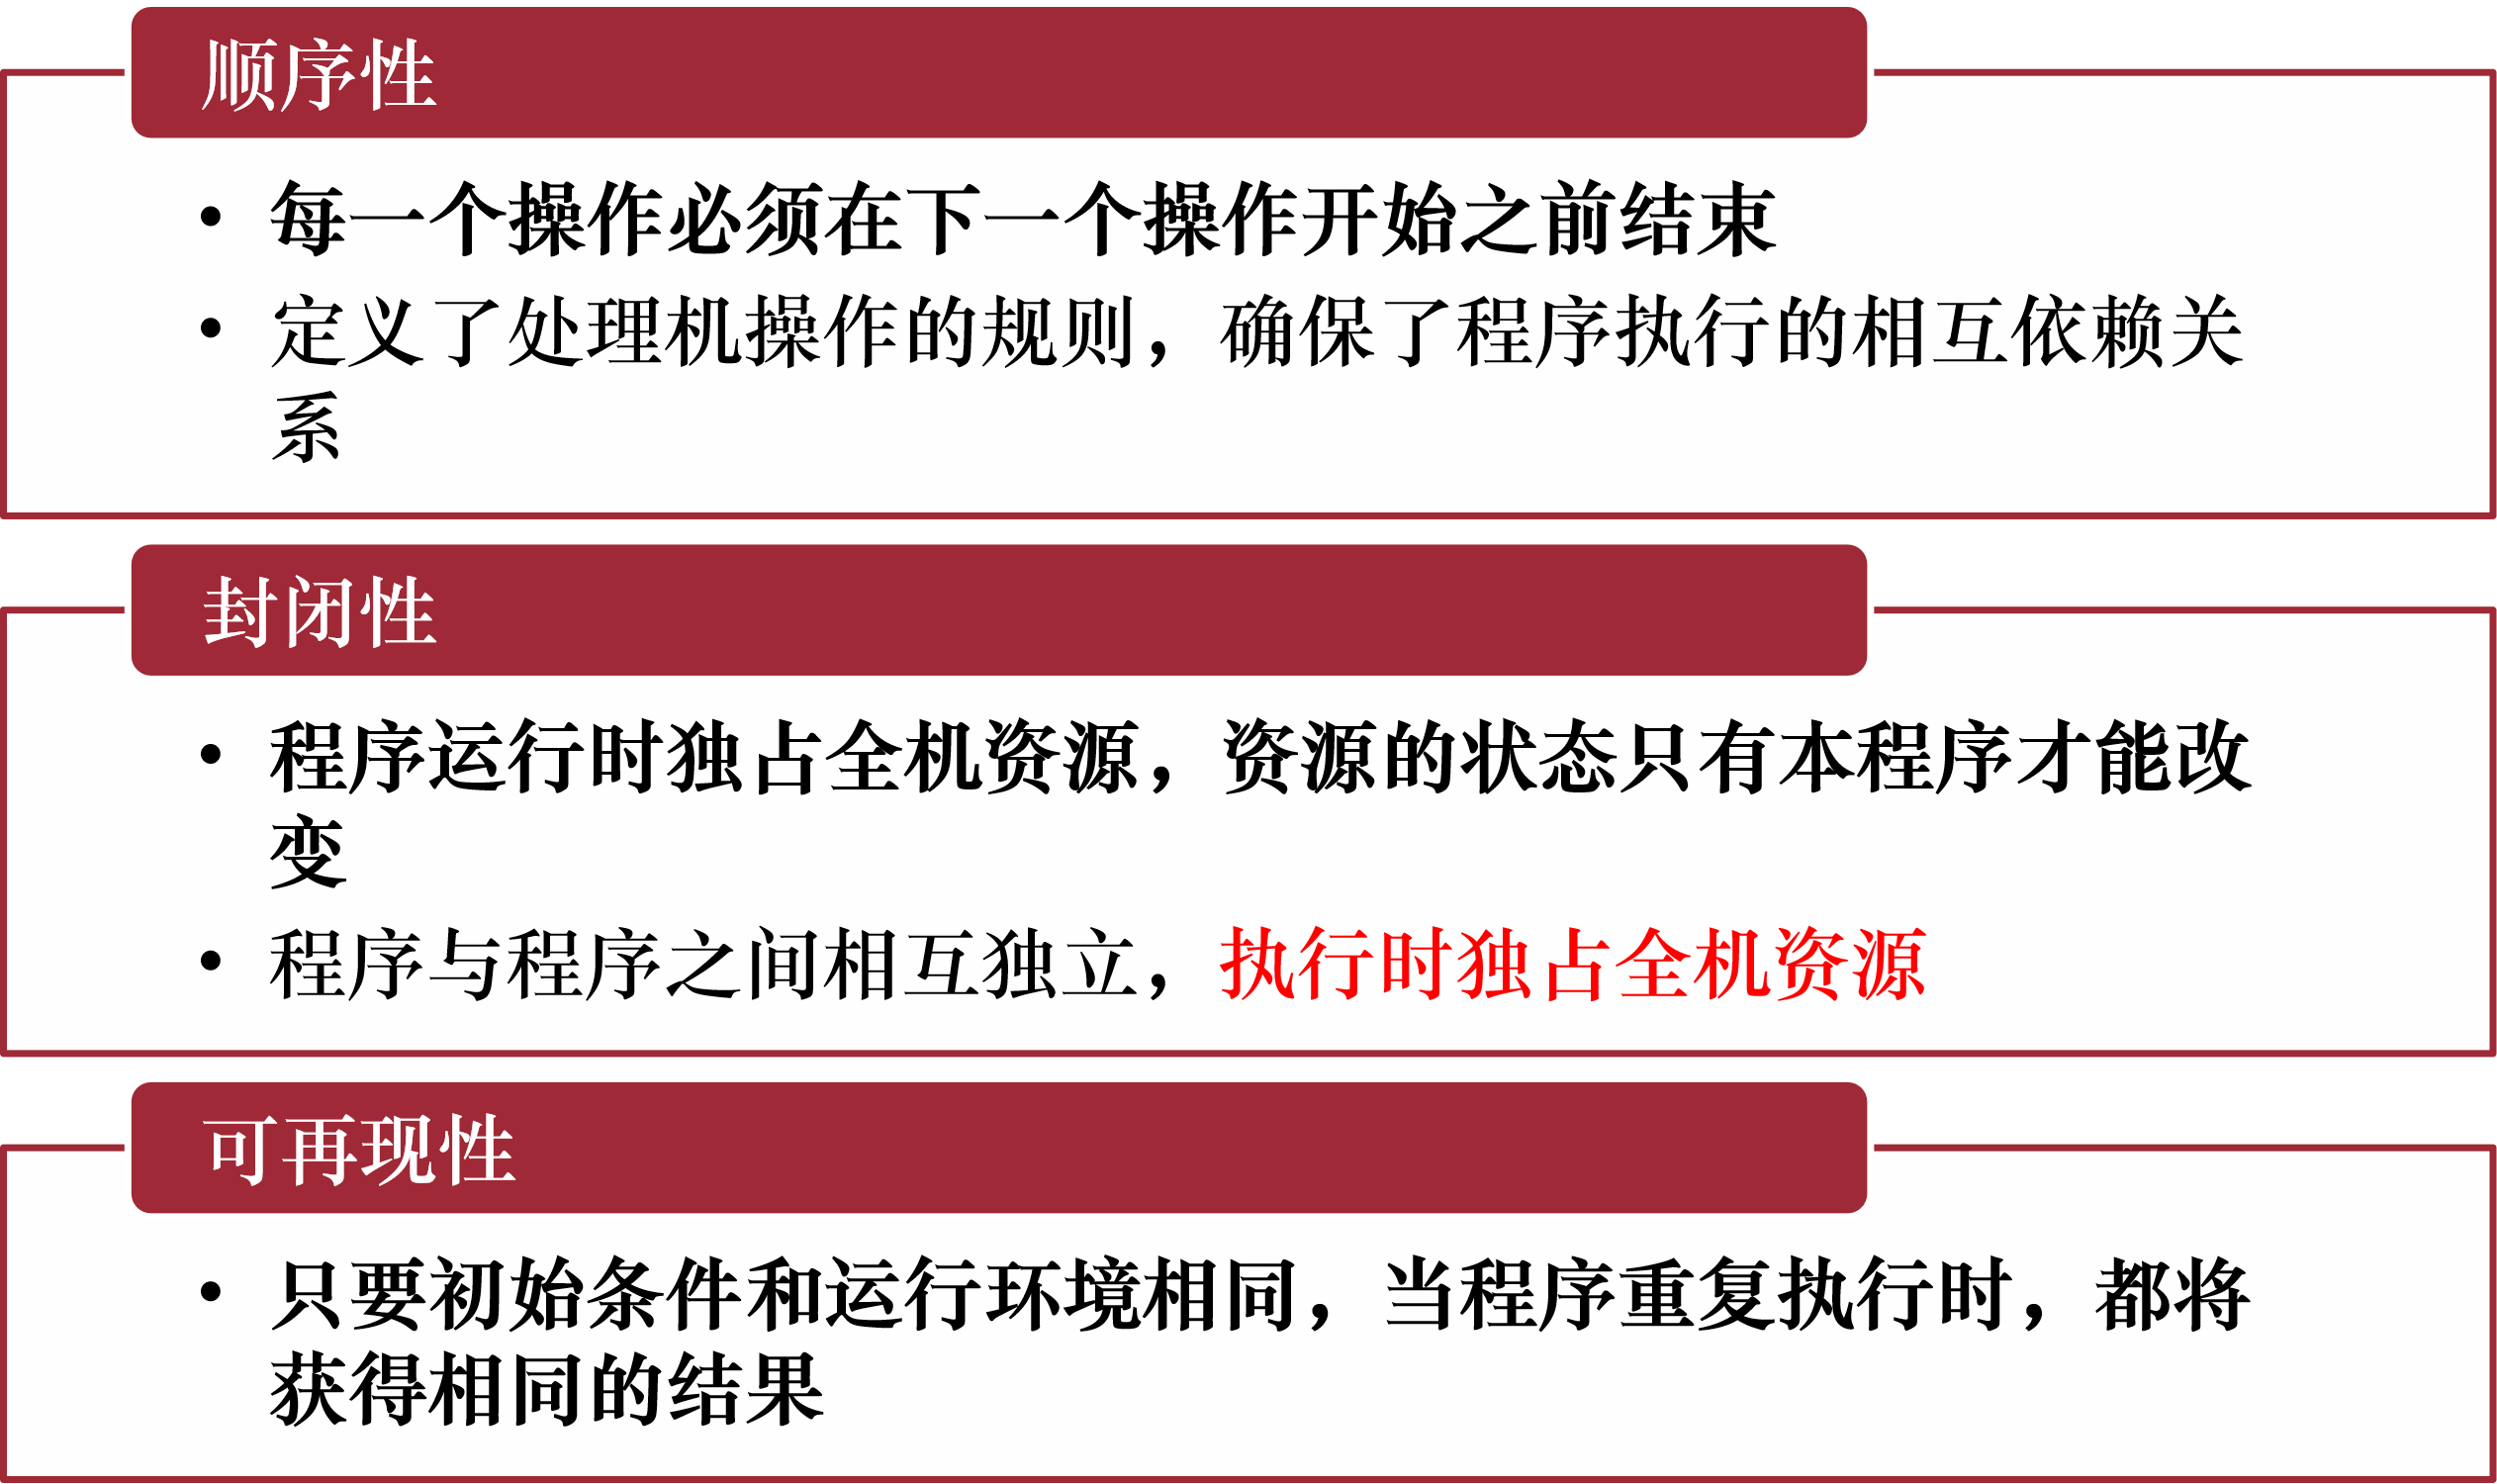 顺序性
• 每一个操作必须在下一个操作开始之前结束
• 定义了处理机操作的规则，确保了程序执行的相互依赖关
系
封闭性
• 程序运行时独占全机资源，资源的状态只有本程序才能改
变
• 程序与程序之间相互独立，执行时独占全机资源
可再现性
• 只要初始条件和运行环境相同，当程序重复执行时，都将
获得相同的结果